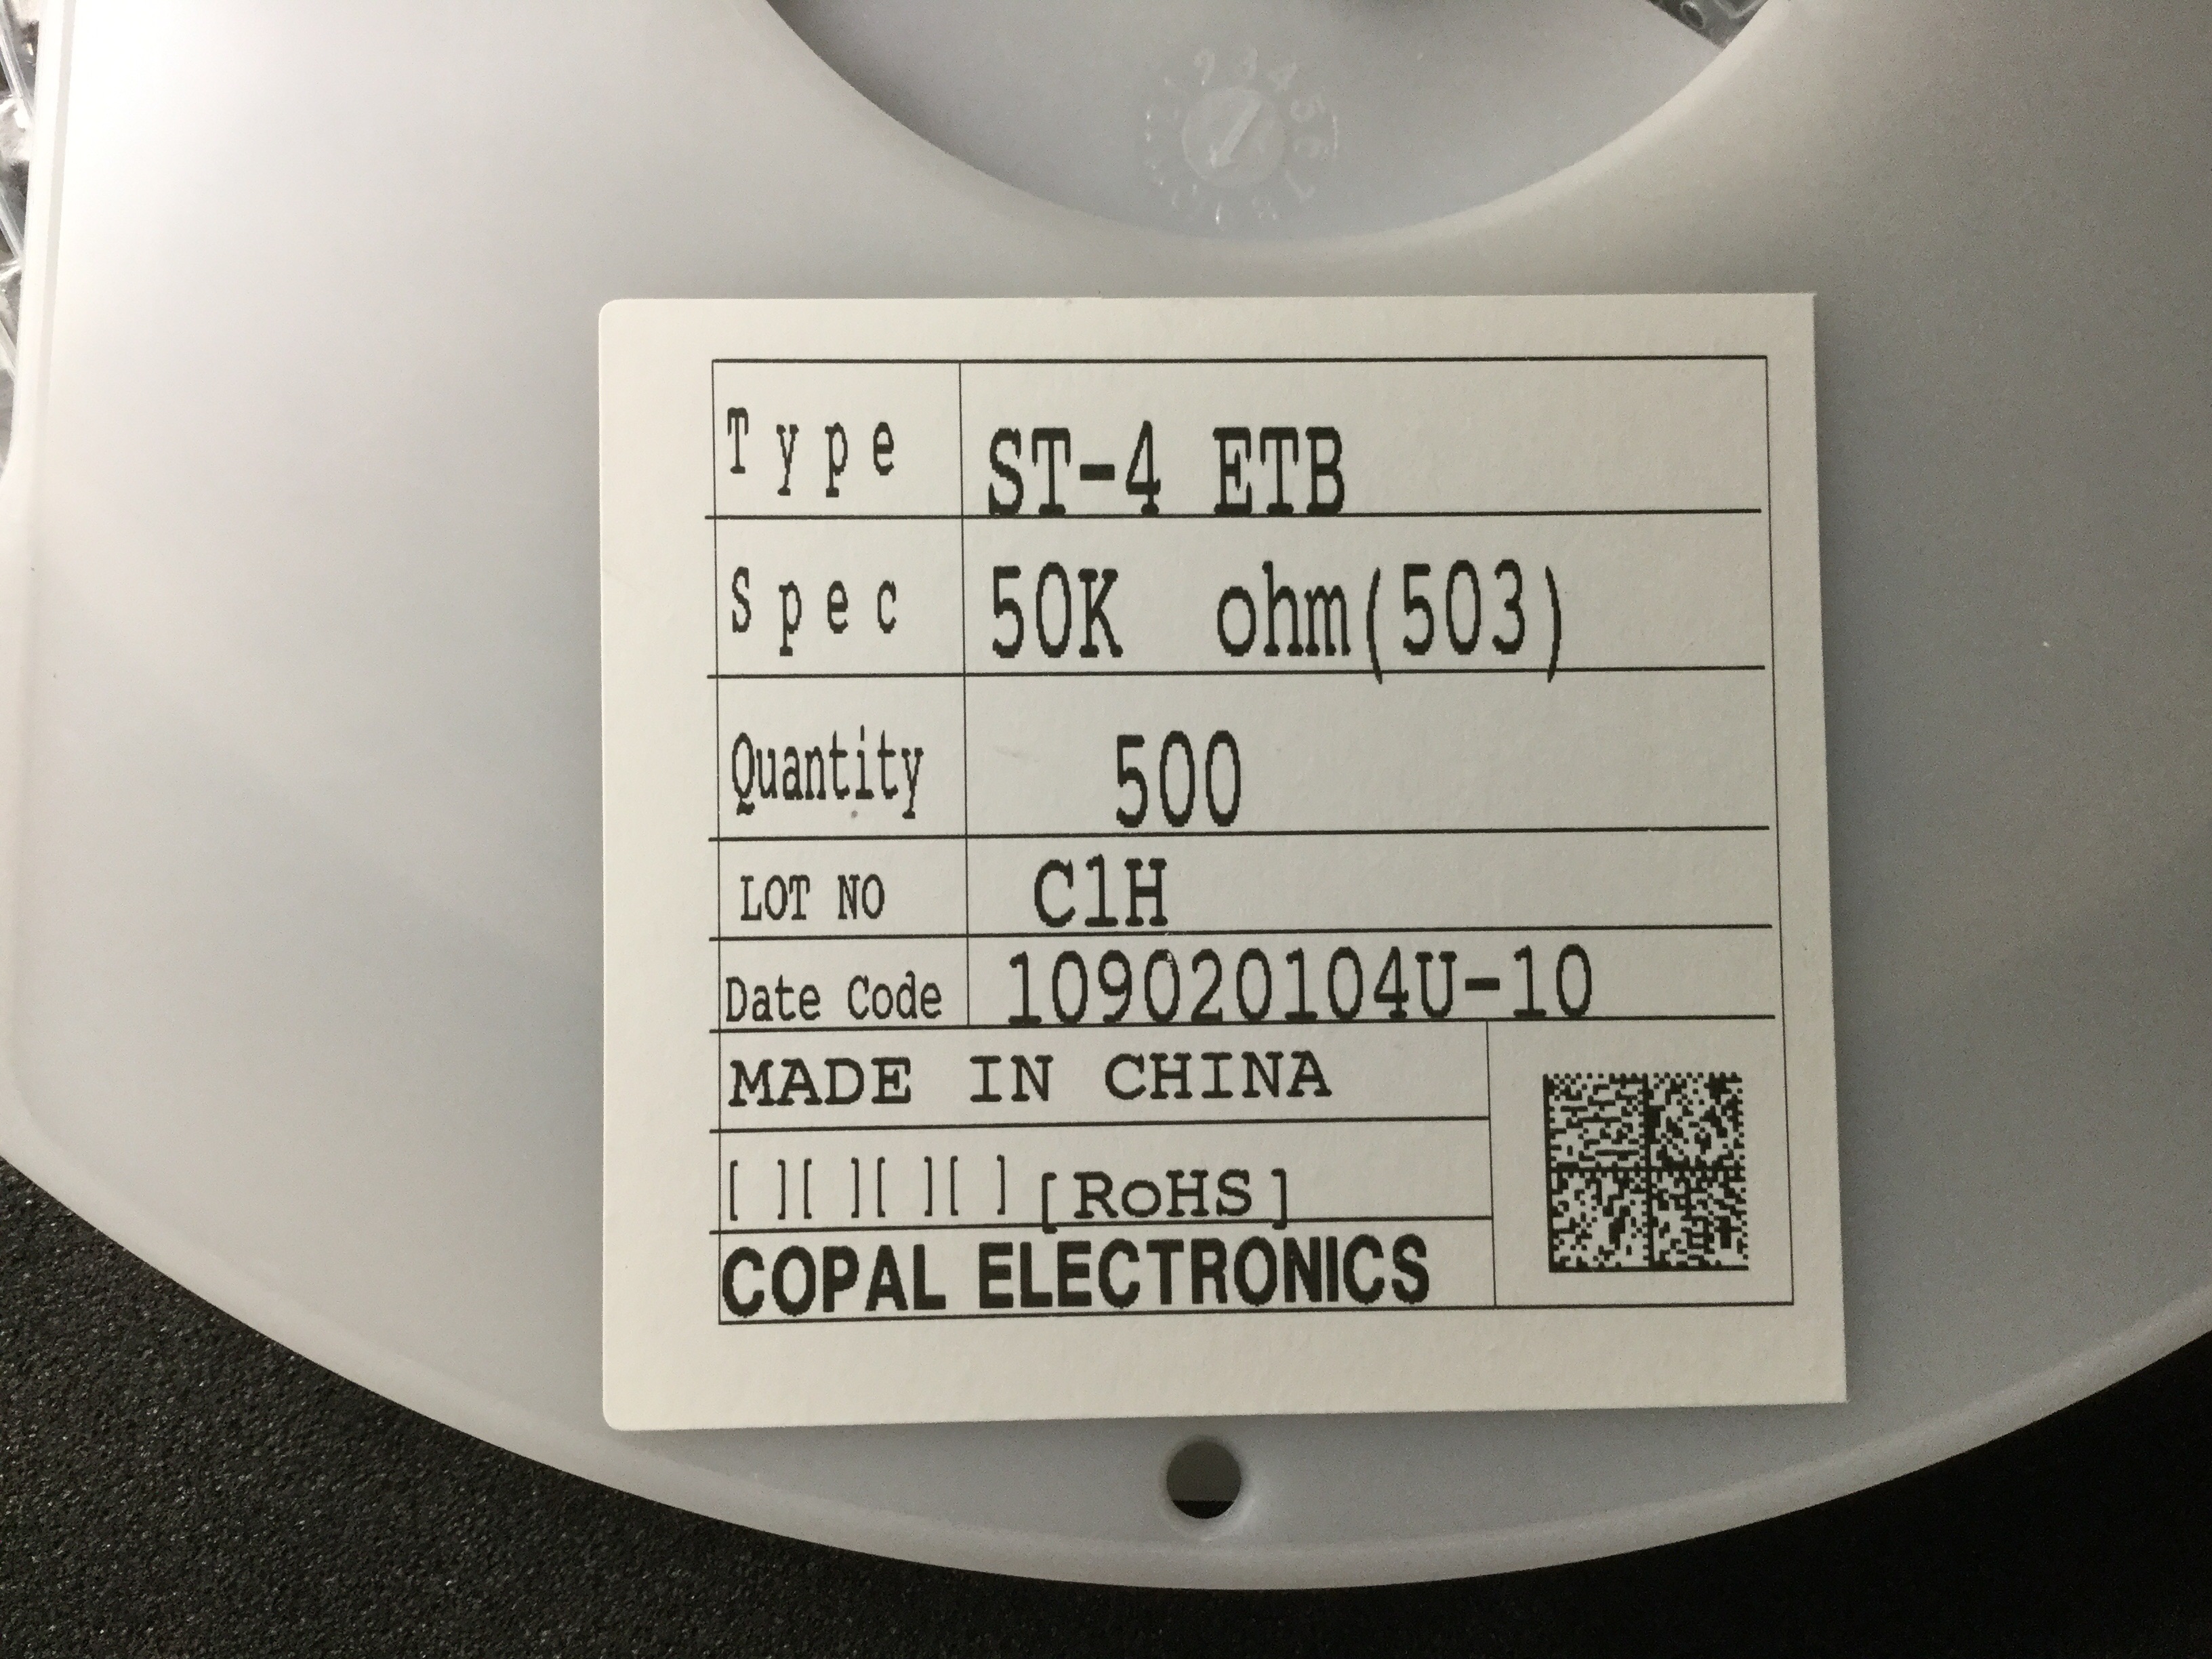 Type ST-4 ETB
Spec 50K ohm(503)
Quantity 500
LOT NO C1H
Date Code 109020104U-10
MADE IN CHINA
[ ][ ][ ][ ] [RoHS]
COPAL ELECTRONICS